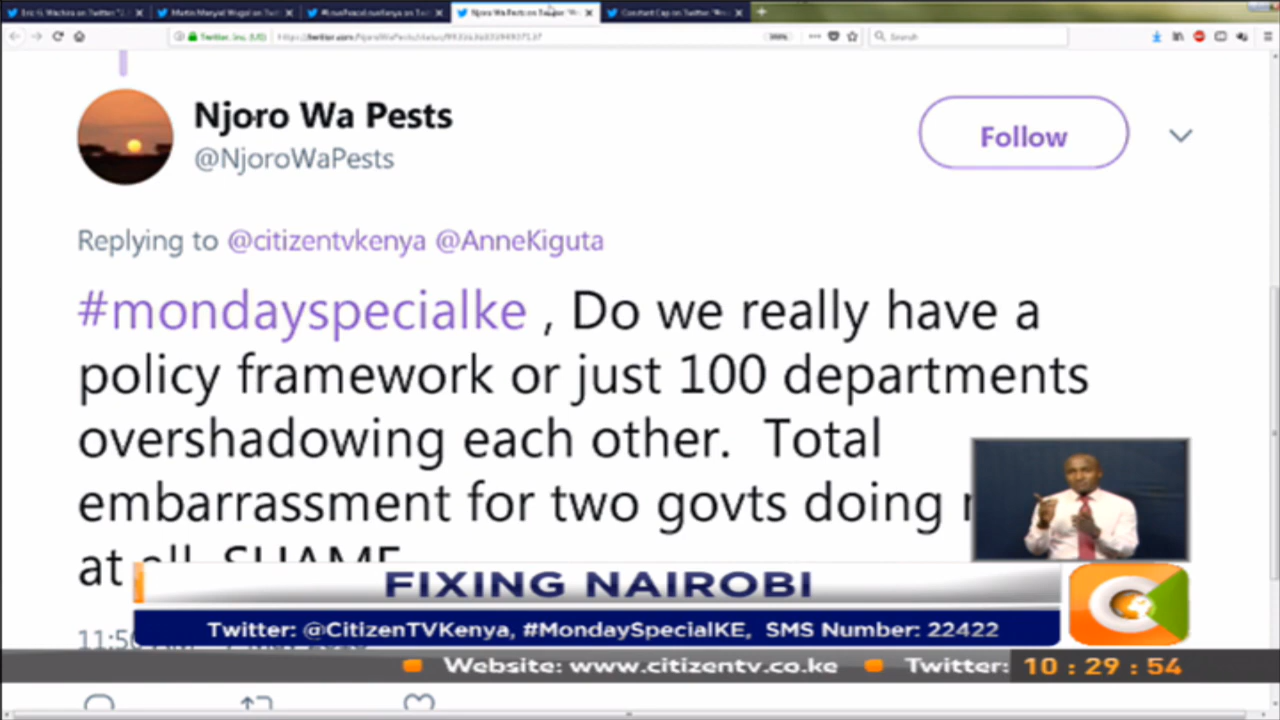 Njoro Wa Pests
@NjoroWaPests
Follow
Replying to @citizentvkenya @AnneKiguta
#mondayspecialke , Do we really have a
policy framework or just 100 departments
overshadowing each other. Total
embarrassment for two govts doing
at all. SHAME
FIXING NAIROBI
Twitter: @CitizenTVKenya, #MondaySpecialKE, SMS Number: 22422
Website: www.citizentv.co.ke Twitter: 10 : 29 : 54